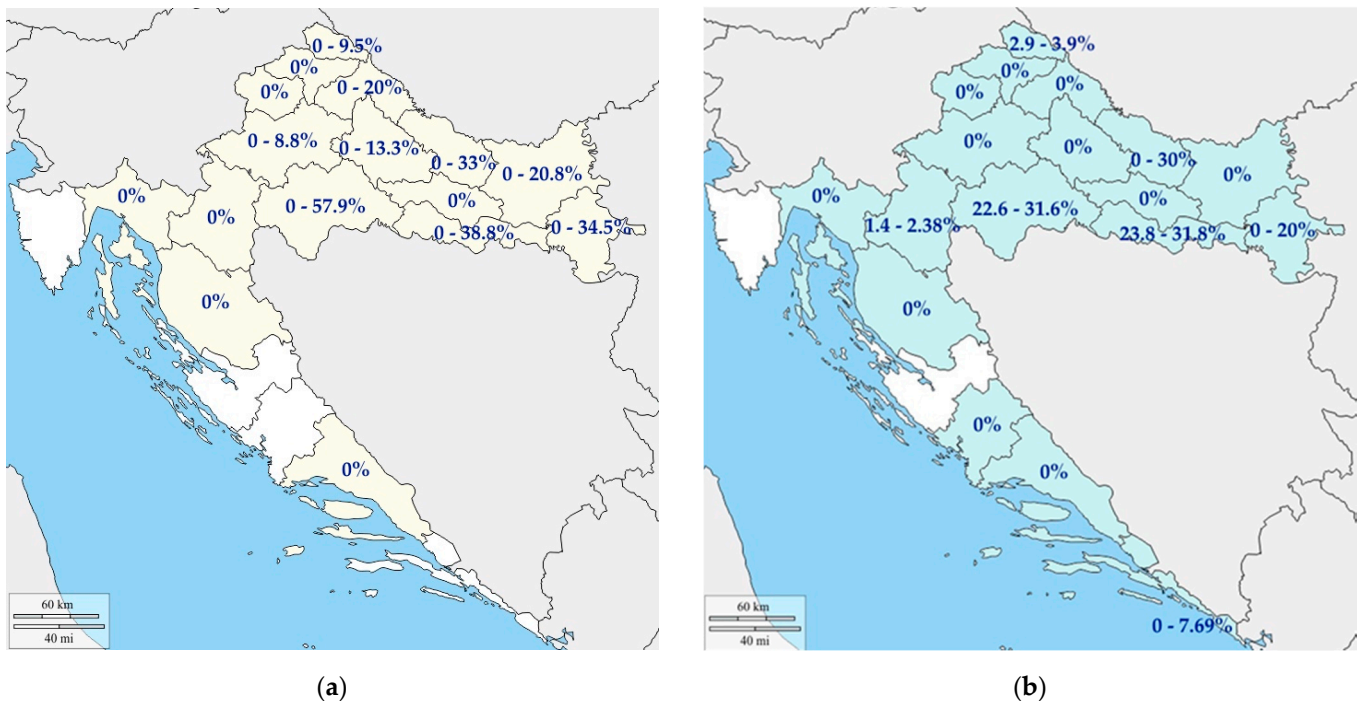 0 - 9.5%
0%
0%
0 - 20%
0 - 8.8%
0 - 13.3%
0 - 33%
0 - 20.8%
0%
0%
0 - 57.9%
0%
0 - 38.8%
0 - 34.5%
0%
0%
60 km
40 mi
(a)
2.9 - 3.9%
0%
0%
0%
0%
0%
0 - 30%
0%
0%
1.4 - 2.38%
22.6 - 31.6%
0%
23.8 - 31.8%
0 - 20%
0%
0%
0%
0 - 7.69%
60 km
40 mi
(b)